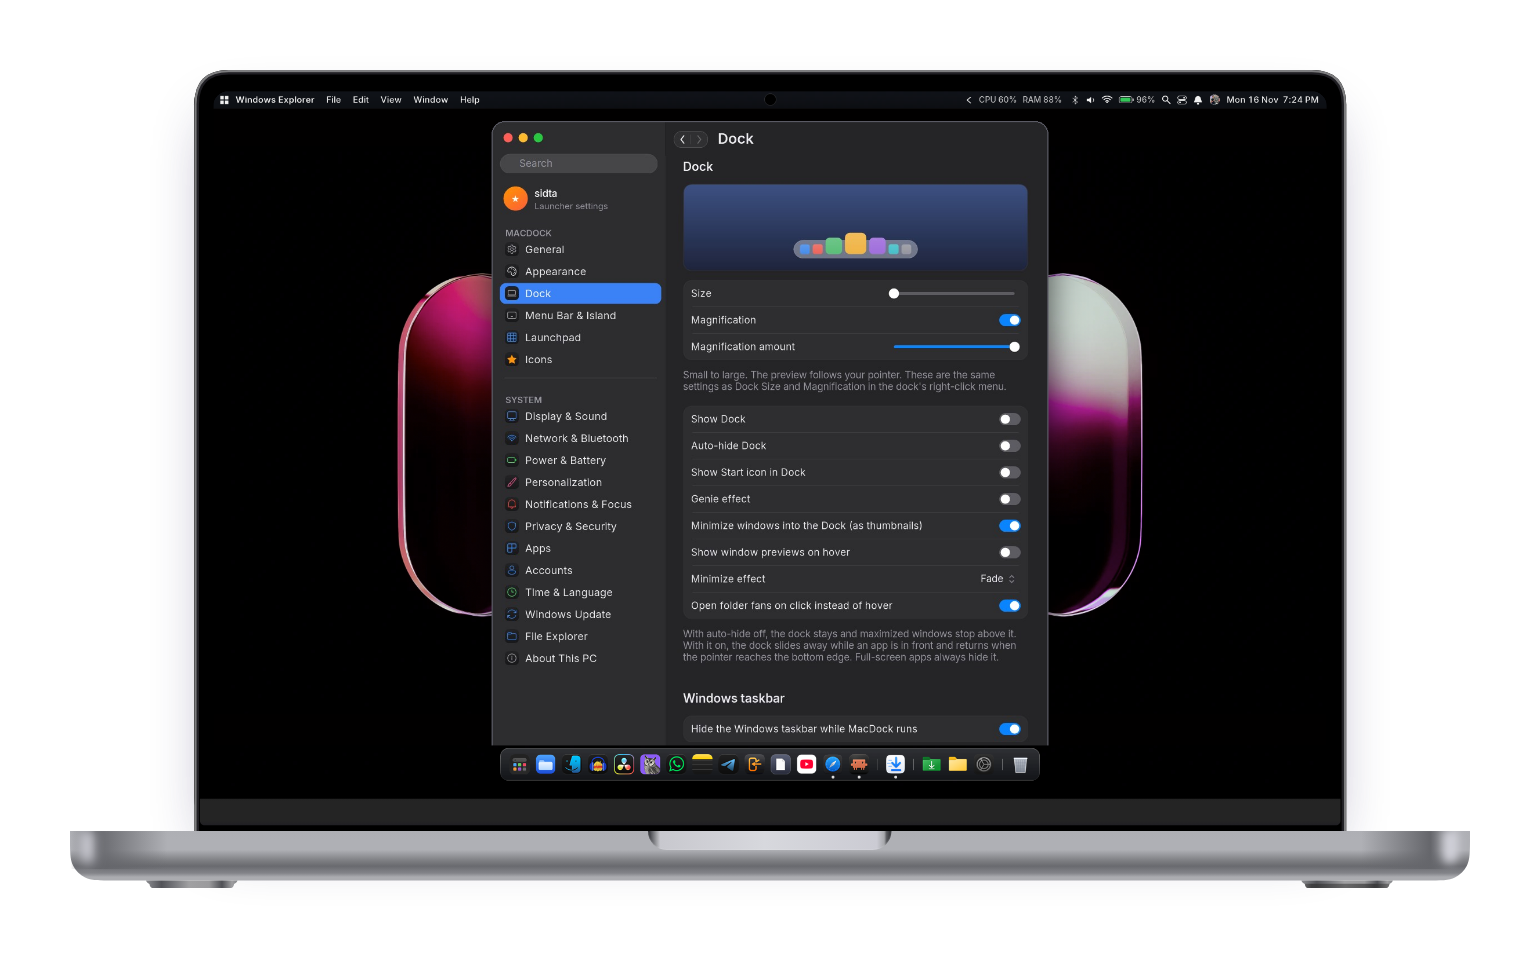 Windows Explorer File Edit View Window Help
CPU 60% RAM 88% 96% Mon 16 Nov 7:24 PM
Search
sidta
Launcher settings
MACDOCK
General
Appearance
Dock
Menu Bar & Island
Launchpad
Icons
SYSTEM
Display & Sound
Network & Bluetooth
Power & Battery
Personalization
Notifications & Focus
Privacy & Security
Apps
Accounts
Time & Language
Windows Update
File Explorer
About This PC
Dock
Dock
Size
Magnification
Magnification amount
Small to large. The preview follows your pointer. These are the same
settings as Dock Size and Magnification in the dock's right-click menu.
Show Dock
Auto-hide Dock
Show Start icon in Dock
Genie effect
Minimize windows into the Dock (as thumbnails)
Show window previews on hover
Minimize effect Fade
Open folder fans on click instead of hover
With auto-hide off, the dock stays and maximized windows stop above it.
With it on, the dock slides away while an app is in front and returns when
the pointer reaches the bottom edge. Full-screen apps always hide it.
Windows taskbar
Hide the Windows taskbar while MacDock runs